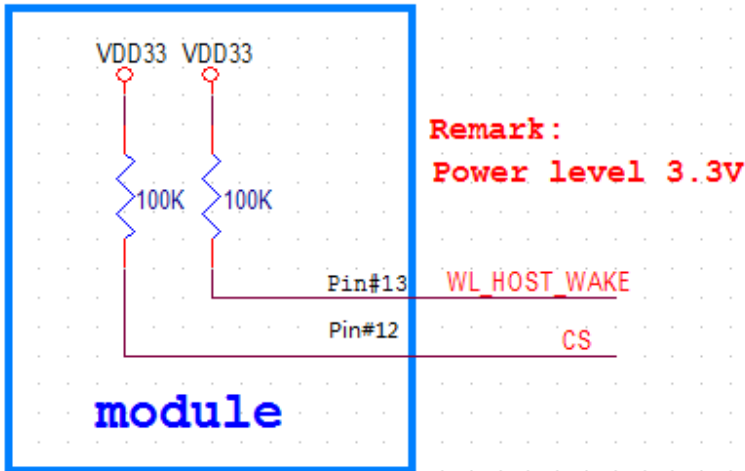 VDD33 VDD33
Remark:
Power level 3.3V
100K 100K
Pin#13 WL_HOST_WAKE
Pin#12 CS
module